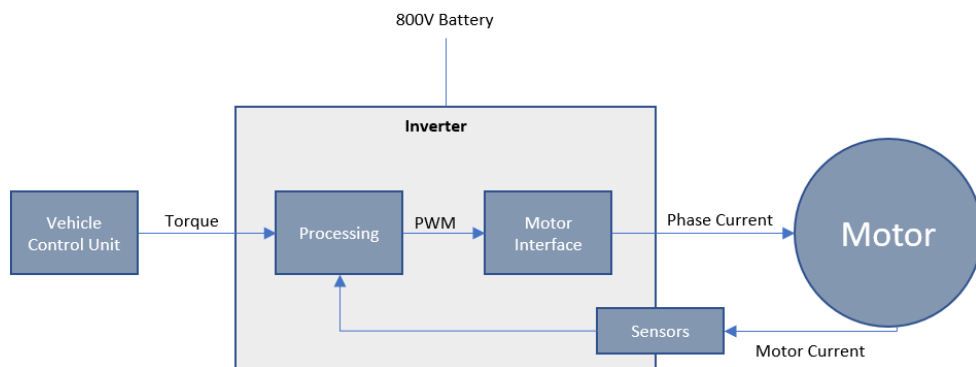 800V Battery
Inverter
Vehicle
Control Unit
Torque
Processing
PWM
Motor
Interface
Phase Current
Motor
Sensors
Motor Current